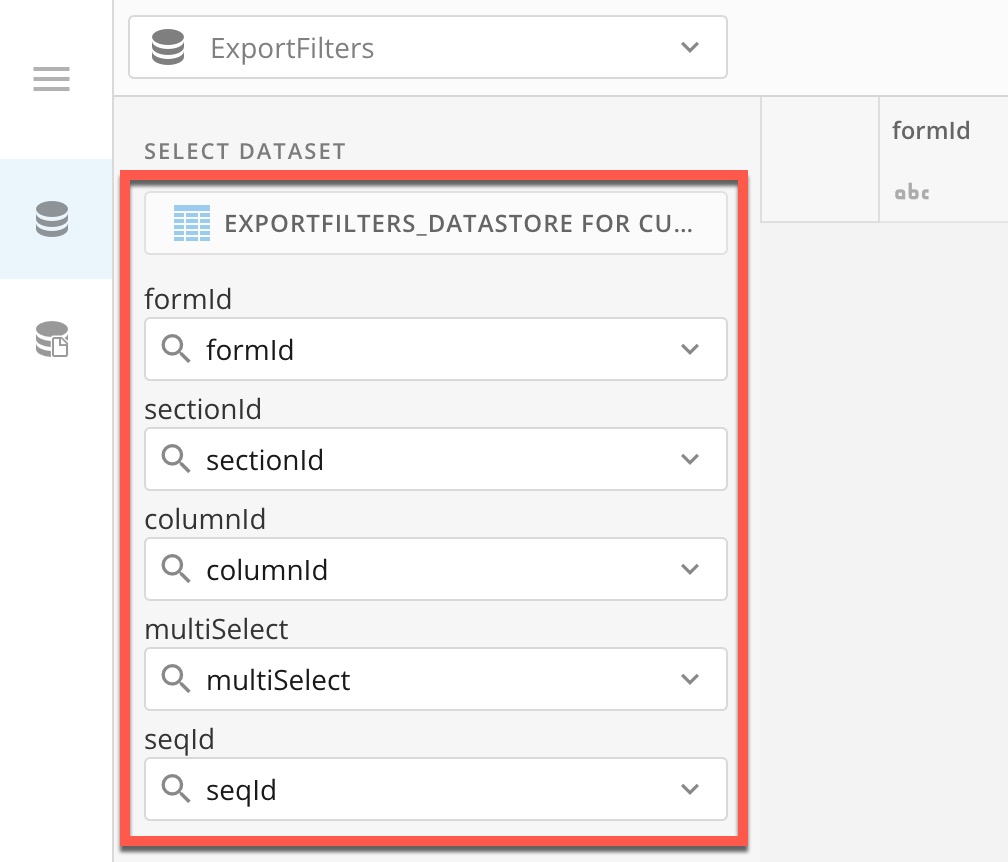 ExportFilters
SELECT DATASET
EXPORTFILTERS_DATASTORE FOR CU...
formId
formId
sectionId
sectionId
columnId
columnId
multiSelect
multiSelect
seqId
seqId
formId
abc